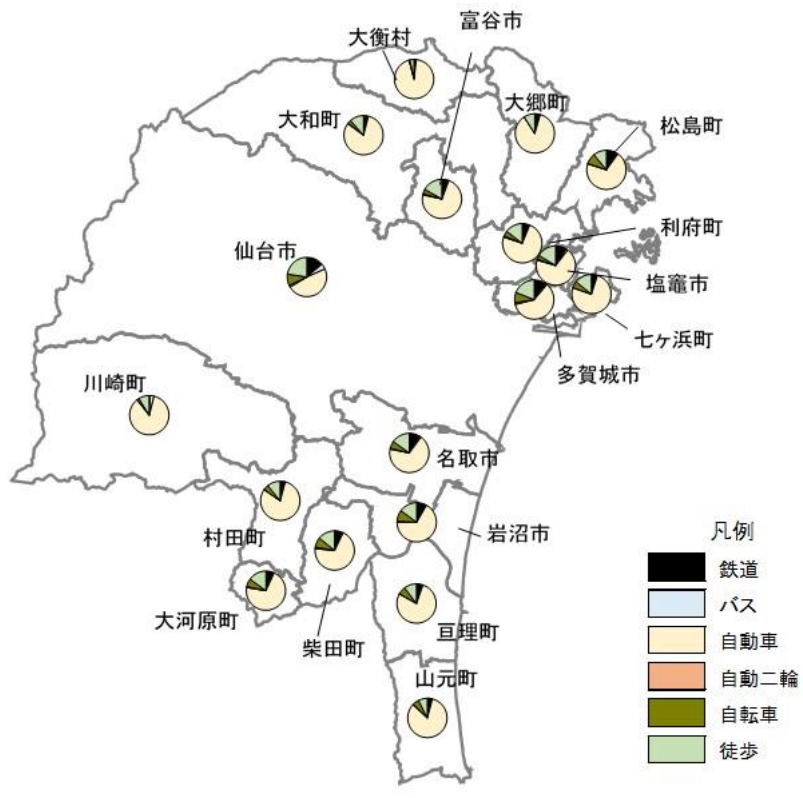 富谷市
大衡村
大郷町
大和町
松島町
利府町
仙台市
塩竈市
七ヶ浜町
多賀城市
川崎町
名取市
岩沼市
村田町
大河原町
柴田町
亘理町
山元町
凡例
鉄道
バス
自動車
自動二輪
自転車
徒歩